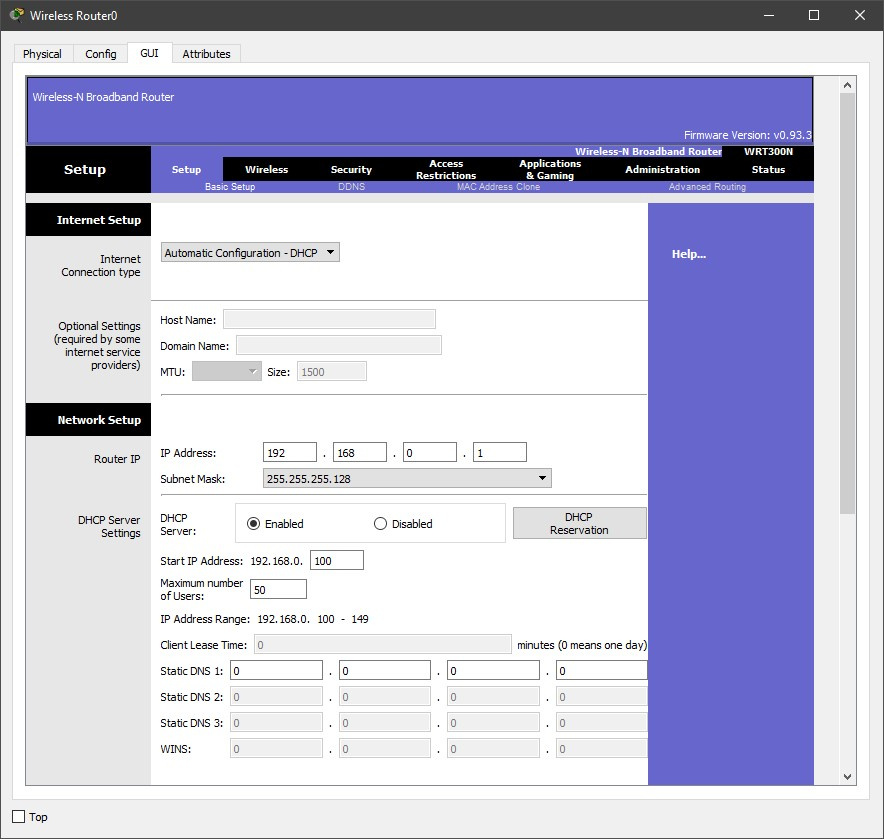 Wireless Router0
Physical Config GUI Attributes
Wireless-N Broadband Router
Firmware Version: v0.93.3
Wireless-N Broadband Router WRT300N
Setup
Setup Wireless Security Access Restrictions Applications & Gaming Administration Status
Basic Setup DDNS MAC Address Clone Advanced Routing
Internet Setup
Internet
Connection type
Automatic Configuration - DHCP
Help...
Optional Settings
(required by some
internet service
providers)
Host Name:
Domain Name:
MTU: Size: 1500
Network Setup
Router IP
IP Address: 192 . 168 . 0 . 1
Subnet Mask: 255.255.255.128
DHCP Server
Settings
DHCP
Server:
Enabled Disabled
DHCP
Reservation
Start IP Address: 192.168.0. 100
Maximum number
of Users: 50
IP Address Range: 192.168.0. 100 - 149
Client Lease Time: 0 minutes (0 means one day)
Static DNS 1: 0 . 0 . 0 . 0
Static DNS 2: 0 . 0 . 0 . 0
Static DNS 3: 0 . 0 . 0 . 0
WINS: 0 . 0 . 0 . 0
Top